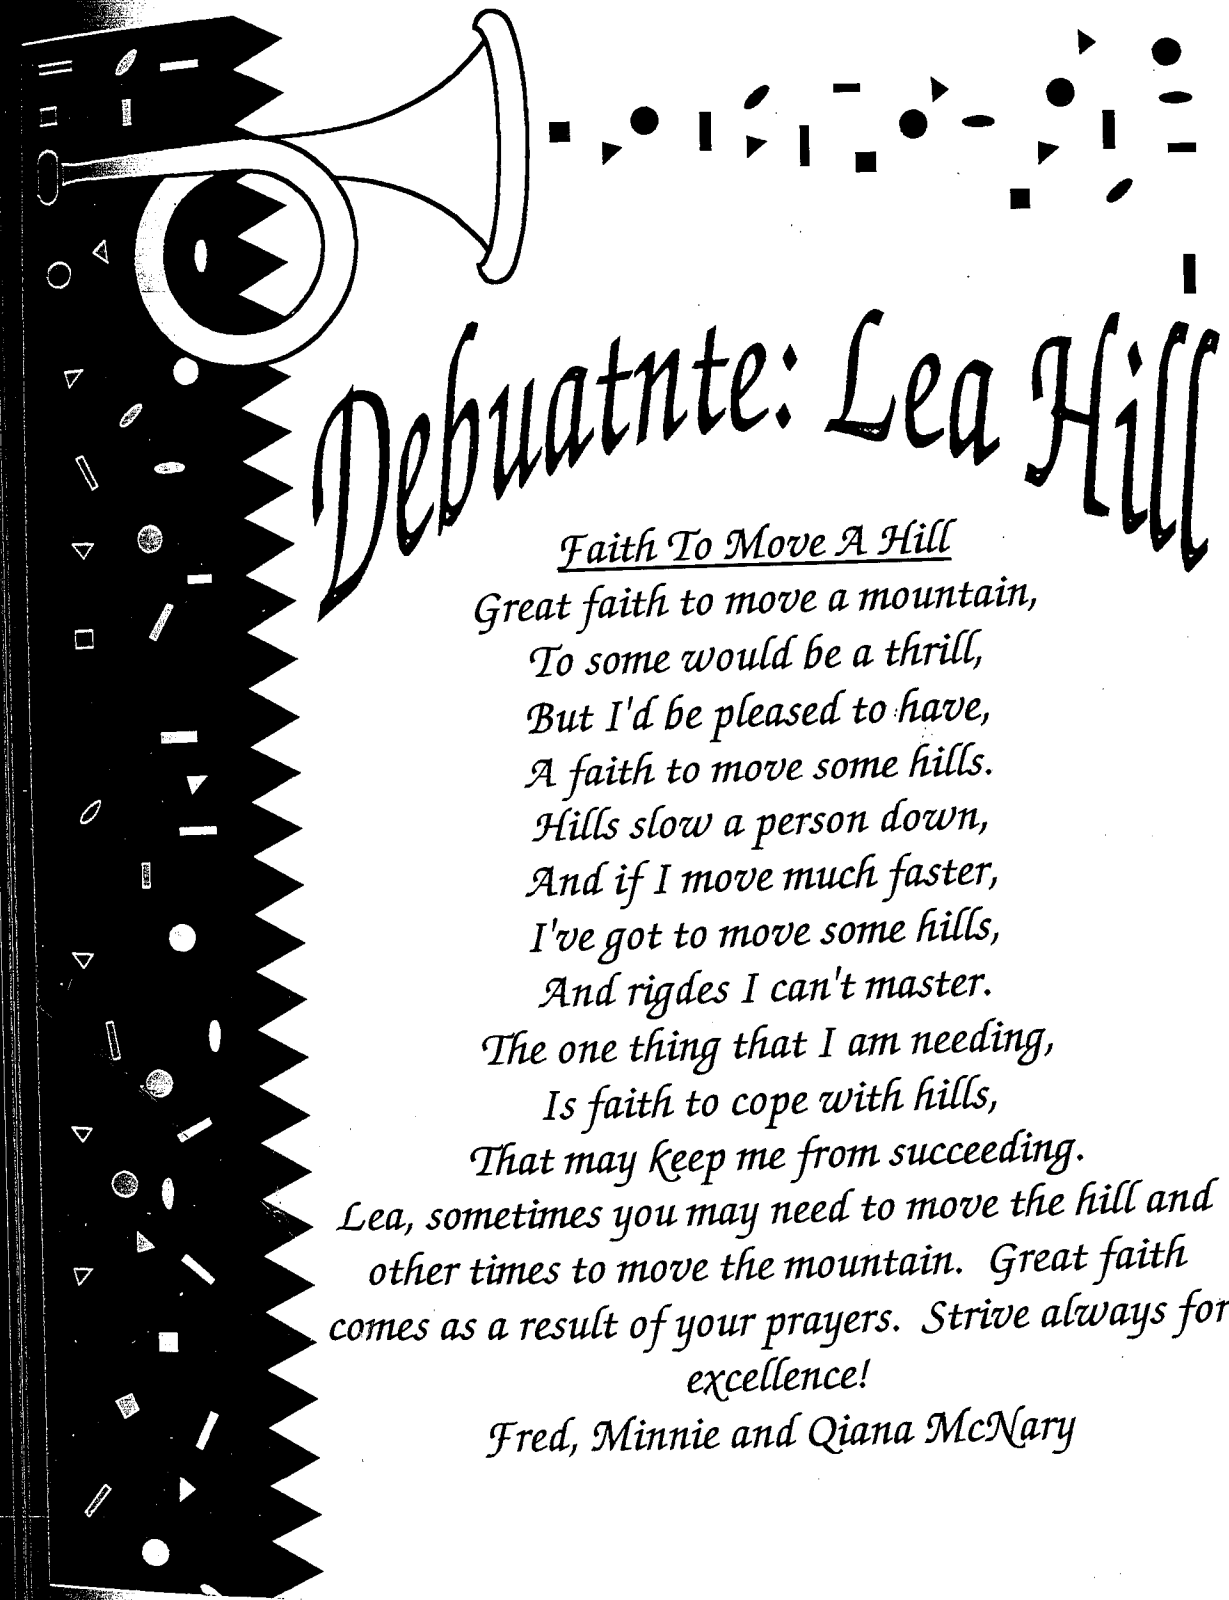 Debuatnte: Lea Hill
Faith To Move A Hill
Great faith to move a mountain,
To some would be a thrill,
But I'd be pleased to have,
A faith to move some hills.
Hills slow a person down,
And if I move much faster,
I've got to move some hills,
And rigdes I can't master.
The one thing that I am needing,
Is faith to cope with hills,
That may keep me from succeeding.
Lea, sometimes you may need to move the hill and
other times to move the mountain. Great faith
comes as a result of your prayers. Strive always for
excellence!
Fred, Minnie and Qiana McNary